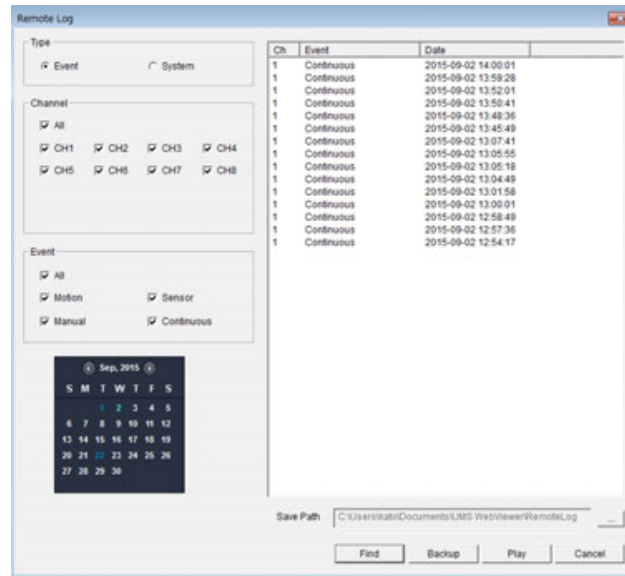 Remote Log
Type
Event System
Channel
All
CH1 CH2 CH3 CH4
CH5 CH6 CH7 CH8
Event
All
Motion Sensor
Manual Continuous
Sep, 2015
S M T W T F S
1 2 3 4 5
6 7 8 9 10 11 12
13 14 15 16 17 18 19
20 21 22 23 24 25 26
27 28 29 30
Ch Event Date
1 Continuous 2015-09-02 14:00:01
1 Continuous 2015-09-02 13:59:28
1 Continuous 2015-09-02 13:52:01
1 Continuous 2015-09-02 13:50:41
1 Continuous 2015-09-02 13:48:36
1 Continuous 2015-09-02 13:45:49
1 Continuous 2015-09-02 13:07:41
1 Continuous 2015-09-02 13:05:55
1 Continuous 2015-09-02 13:05:18
1 Continuous 2015-09-02 13:04:49
1 Continuous 2015-09-02 13:01:58
1 Continuous 2015-09-02 13:00:01
1 Continuous 2015-09-02 12:58:49
1 Continuous 2015-09-02 12:57:36
1 Continuous 2015-09-02 12:54:17
Save Path C:\Users\kato\Documents\UMS WebViewer\RemoteLog ...
Find Backup Play Cancel